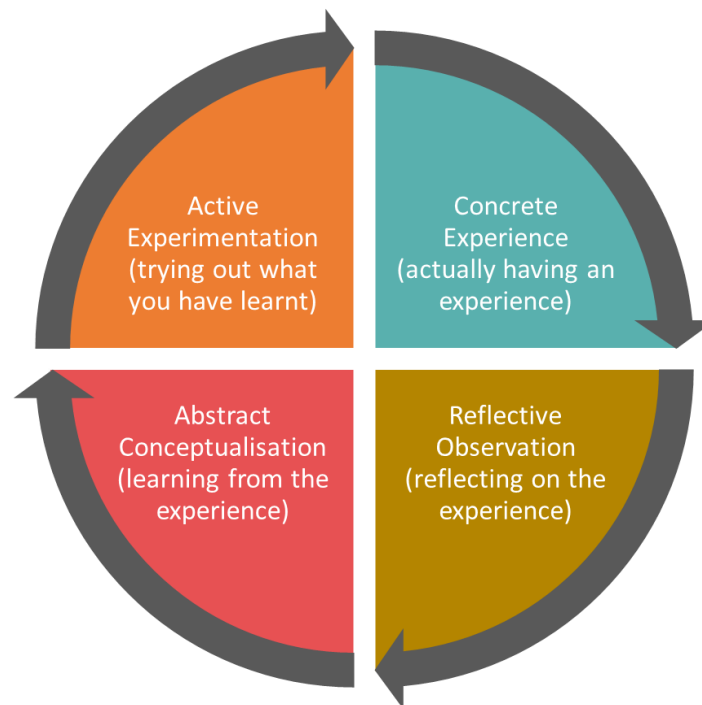 Active
Experimentation
(trying out what
you have learnt)
Concrete
Experience
(actually having an
experience)
Abstract
Conceptualisation
(learning from the
experience)
Reflective
Observation
(reflecting on the
experience)